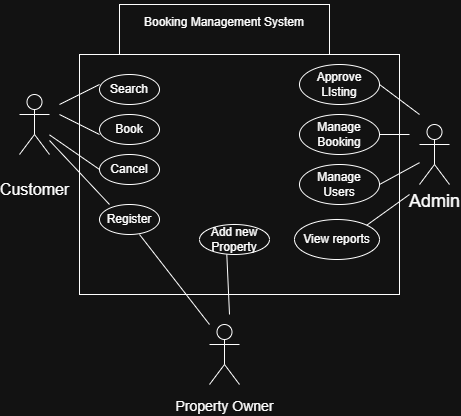 Booking Management System
Search
Book
Cancel
Register
Approve
LIsting
Manage
Booking
Manage
Users
View reports
Add new
Property
Customer
Admin
Property Owner